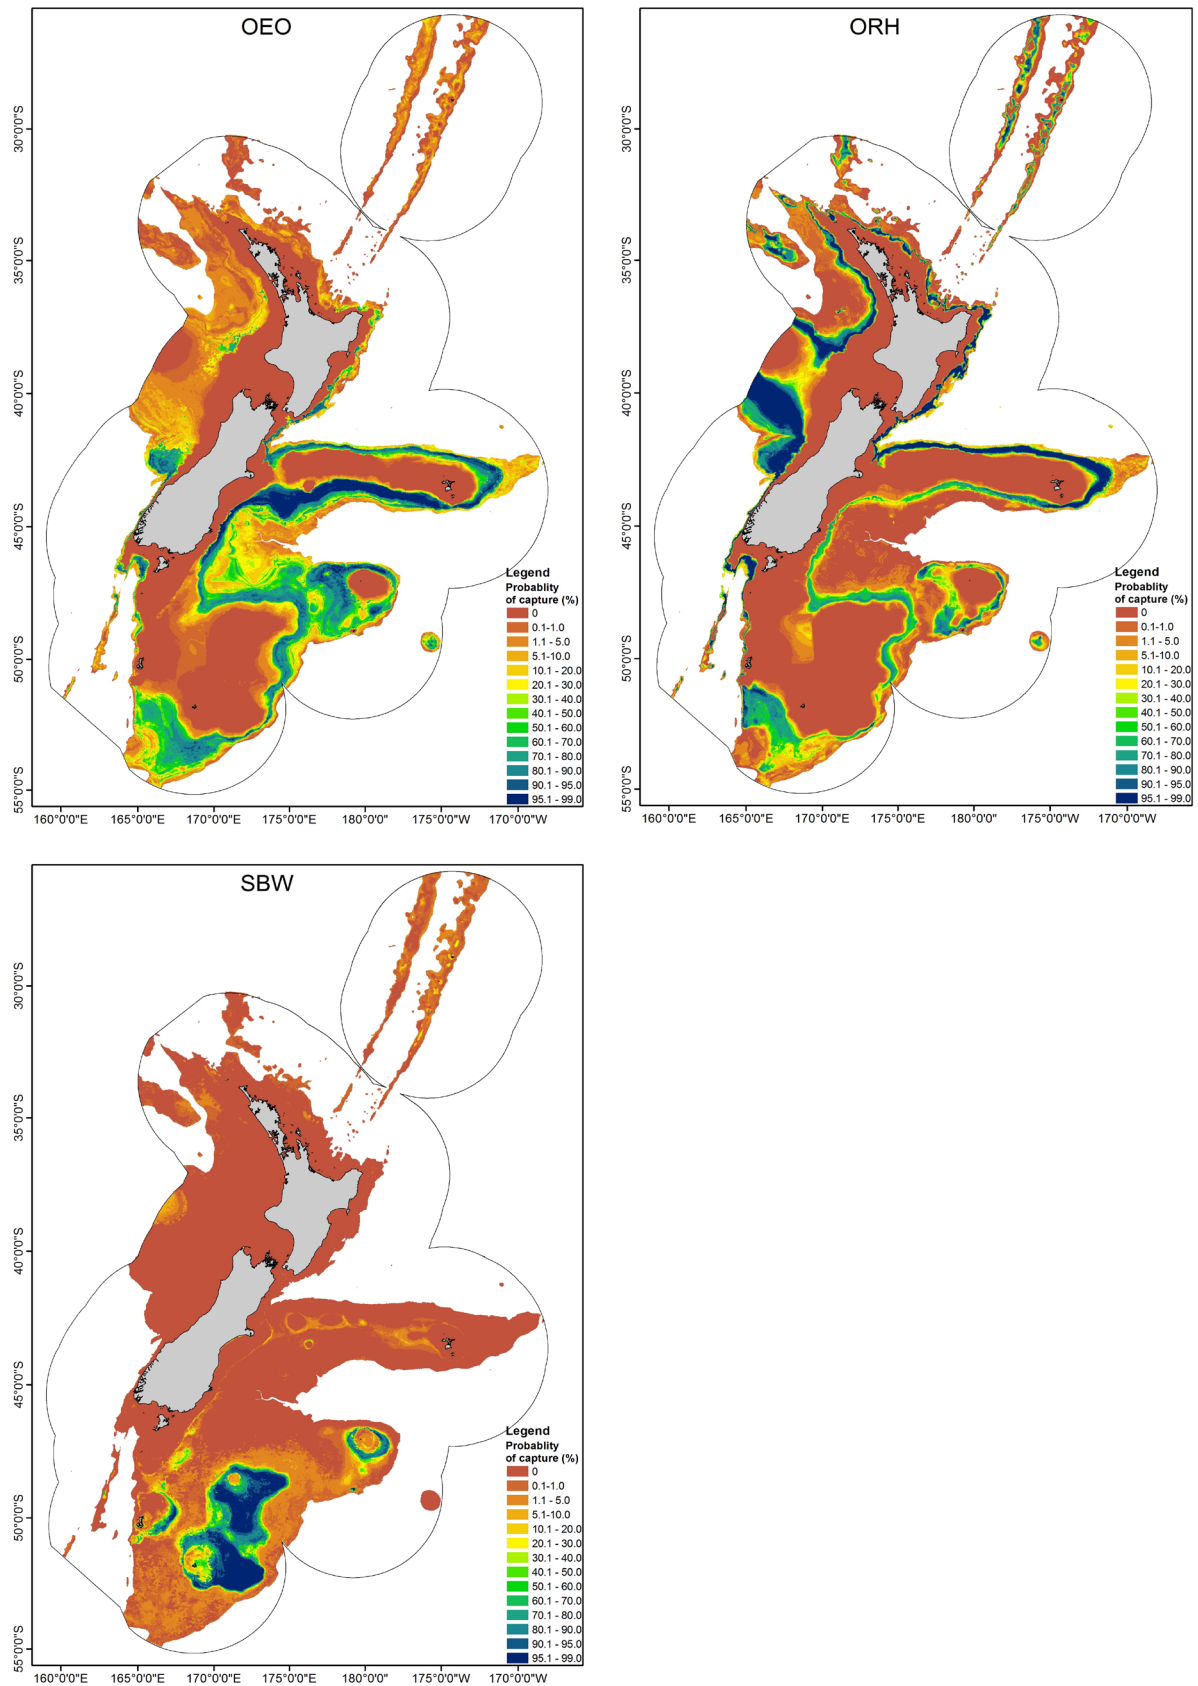 OEO
30°0'0"S
35°0'0"S
40°0'0"S
45°0'0"S
50°0'0"S
55°0'0"S
Legend
Probablity
of capture (%)
0
0.1-1.0
1.1 - 5.0
5.1-10.0
10.1 - 20.0
20.1 - 30.0
30.1 - 40.0
40.1 - 50.0
50.1 - 60.0
60.1 - 70.0
70.1 - 80.0
80.1 - 90.0
90.1 - 95.0
95.1 - 99.0
160°0'0"E 165°0'0"E 170°0'0"E 175°0'0"E 180°0'0"E 170°0'0"W
ORH
30°0'0"S
35°0'0"S
40°0'0"S
45°0'0"S
50°0'0"S
55°0'0"S
Legend
Probablity
of capture (%)
0
0.1-1.0
1.1 - 5.0
5.1-10.0
10.1 - 20.0
20.1 - 30.0
30.1 - 40.0
40.1 - 50.0
50.1 - 60.0
60.1 - 70.0
70.1 - 80.0
80.1 - 90.0
90.1 - 95.0
95.1 - 99.0
160°0'0"E 165°0'0"E 170°0'0"E 175°0'0"E 180°0'0"E 170°0'0"W
SBW
30°0'0"S
35°0'0"S
40°0'0"S
45°0'0"S
50°0'0"S
55°0'0"S
Legend
Probablity
of capture (%)
0
0.1-1.0
1.1 - 5.0
5.1-10.0
10.1 - 20.0
20.1 - 30.0
30.1 - 40.0
40.1 - 50.0
50.1 - 60.0
60.1 - 70.0
70.1 - 80.0
80.1 - 90.0
90.1 - 95.0
95.1 - 99.0
160°0'0"E 165°0'0"E 170°0'0"E 175°0'0"E 180°0'0"E 170°0'0"W